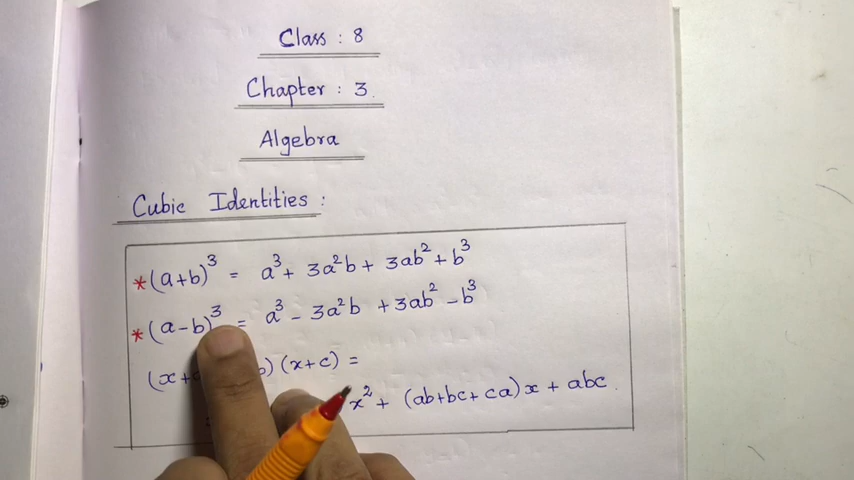 Class : 8
Chapter : 3.
Algebra
Cubic Identities :
*(a+b)³ = a³ + 3a²b + 3ab² + b³
*(a-b)³ = a³ - 3a²b + 3ab² - b³
(x+ b) (x+c) =
x² + (ab+bc+ca)x + abc.